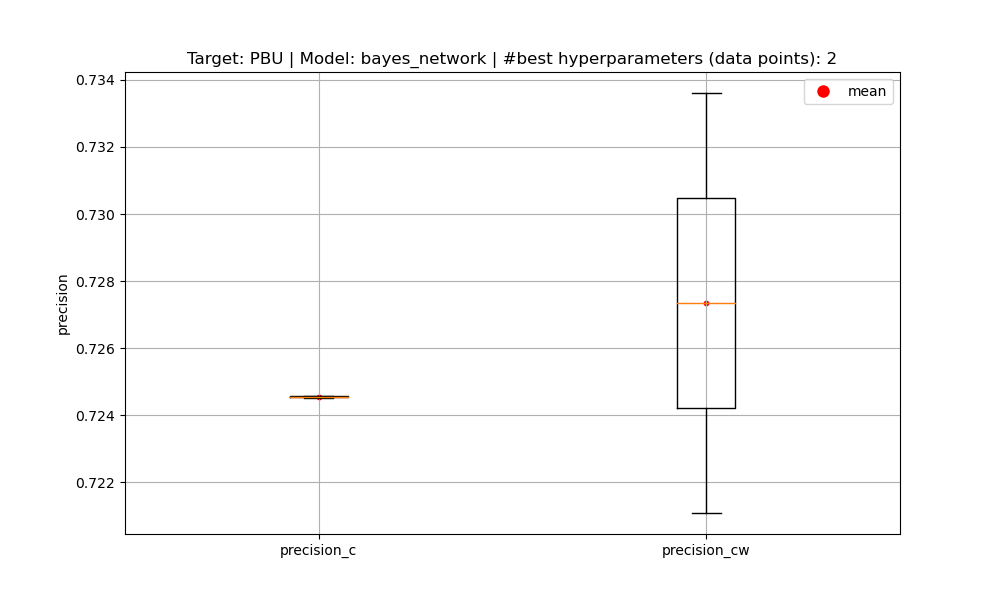 Target: PBU | Model: bayes_network | #best hyperparameters (data points): 2
mean
0.734
0.732
0.730
0.728
0.726
0.724
0.722
precision
precision_c
precision_cw